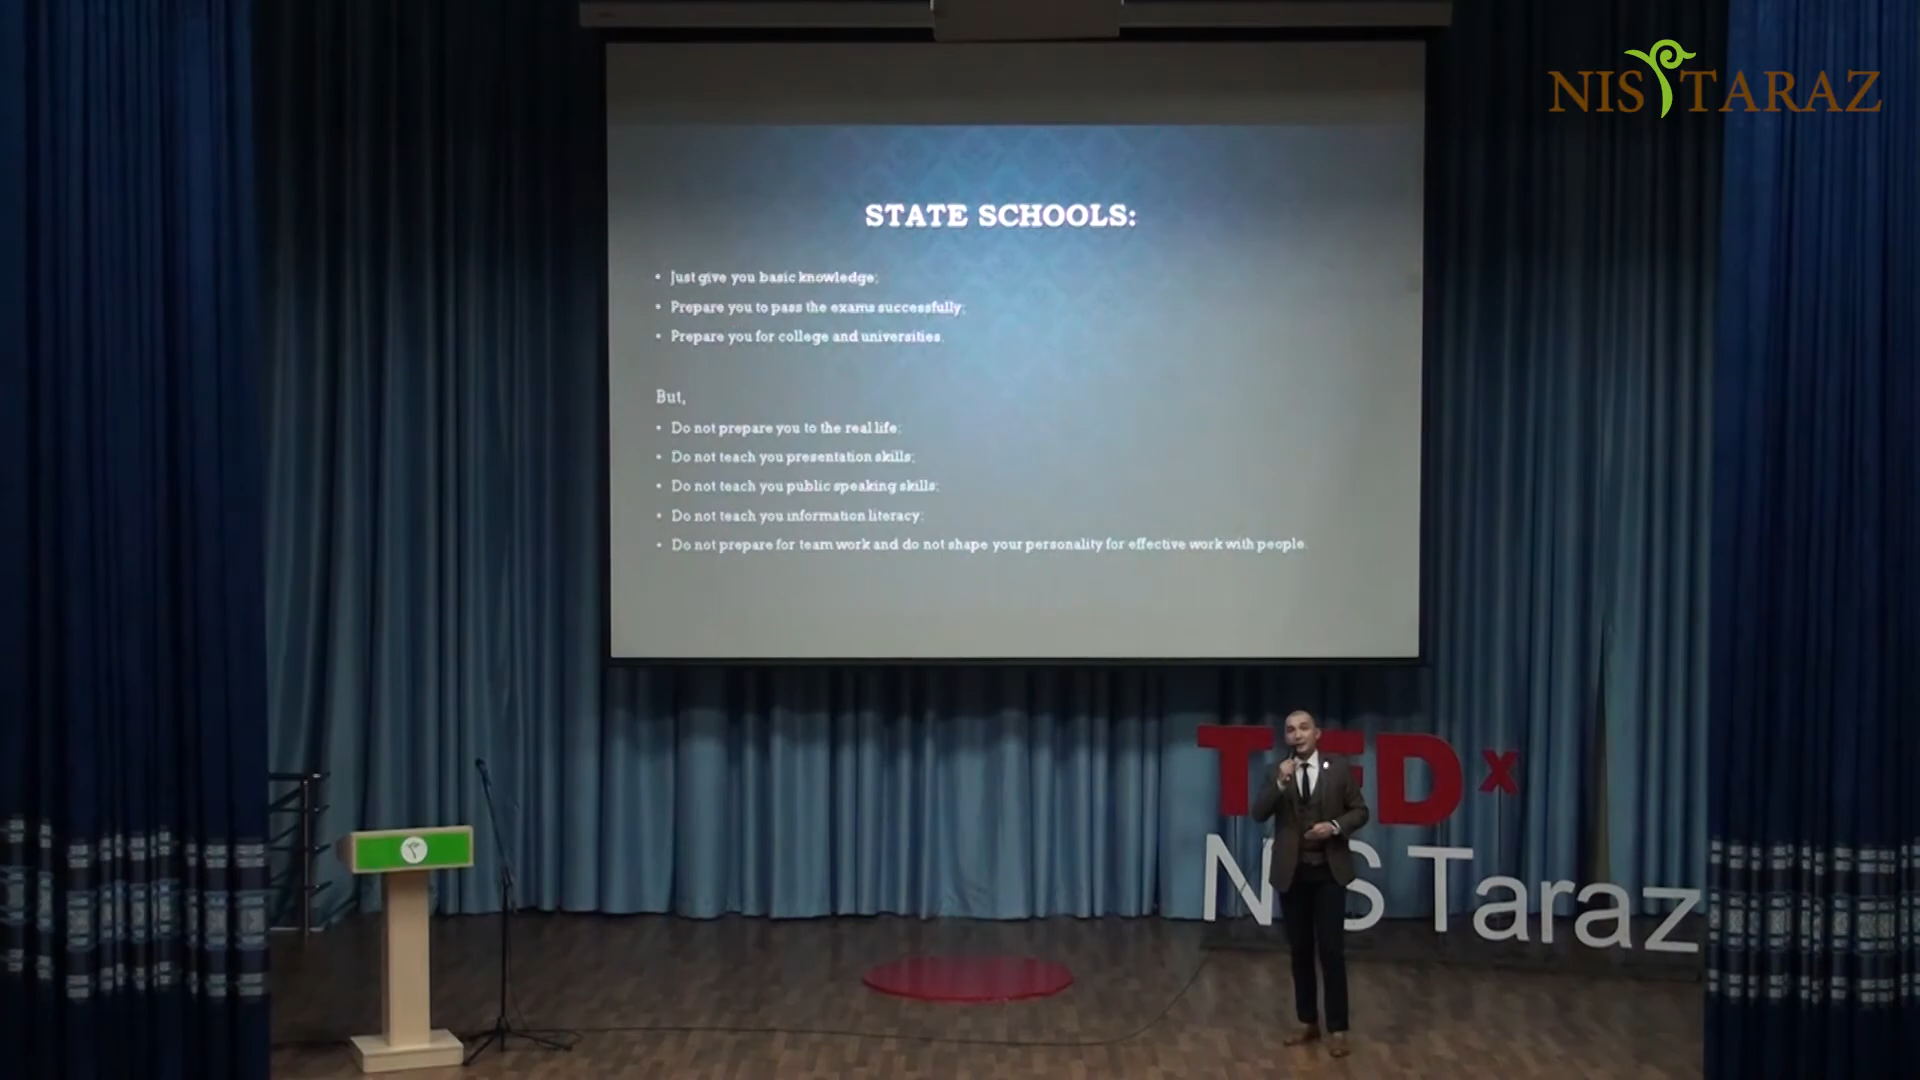 NIS TARAZ
STATE SCHOOLS:
• Just give you basic knowledge;
• Prepare you to pass the exams successfully;
• Prepare you for college and universities.
But,
• Do not prepare you to the real life;
• Do not teach you presentation skills;
• Do not teach you public speaking skills;
• Do not teach you information literacy;
• Do not prepare for team work and do not shape your personality for effective work with people.
TEDx
NIS Taraz